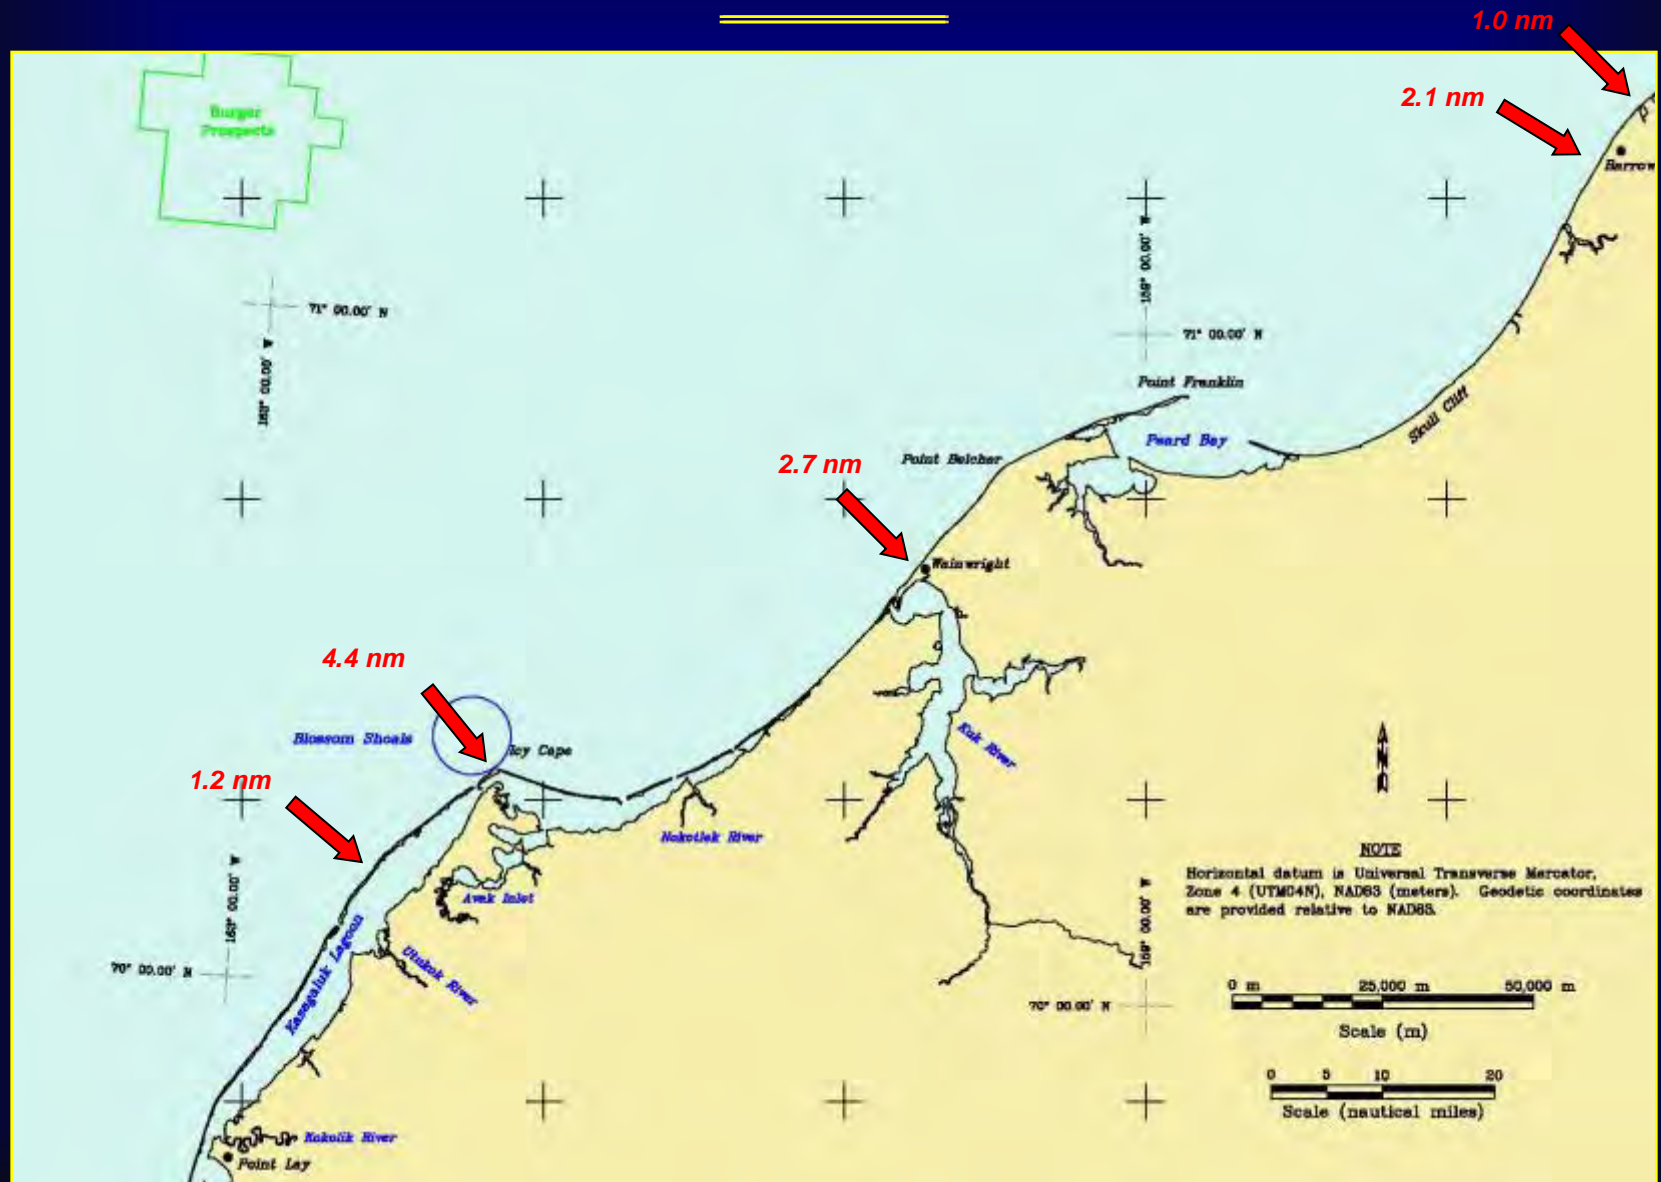 1.0 nm
2.1 nm
Burger
Prospects
Barrow
159° 00.00' W
71° 00.00' N
71° 00.00' N
163° 00.00' W
Point Franklin
Skull Cliff
Peard Bay
Point Belcher
2.7 nm
Wainwright
4.4 nm
Blossom Shoals
Icy Cape
Kuk River
1.2 nm
Nokotlek River
NOTE
Horizontal datum is Universal Transverse Mercator,
Zone 4 (UTM04N), NAD83 (meters). Geodetic coordinates
are provided relative to NAD83.
163° 00.00' W
Avak Inlet
159° 00.00' W
Kasegaluk Lagoon
Utukok River
70° 00.00' N
70° 00.00' N
0 m 25,000 m 50,000 m
Scale (m)
0 5 10 20
Scale (nautical miles)
Kokolik River
Point Lay